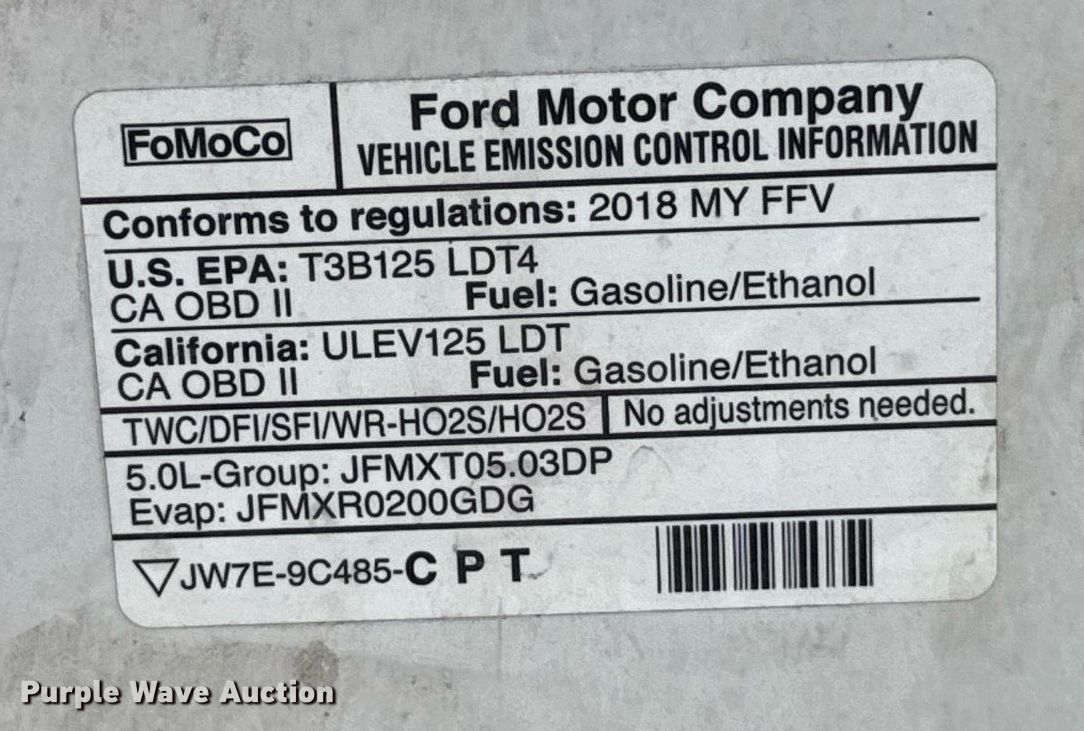 FoMoCo
Ford Motor Company
VEHICLE EMISSION CONTROL INFORMATION
Conforms to regulations: 2018 MY FFV
U.S. EPA: T3B125 LDT4
CA OBD II Fuel: Gasoline/Ethanol
California: ULEV125 LDT
CA OBD II Fuel: Gasoline/Ethanol
TWC/DFI/SFI/WR-HO2S/HO2S No adjustments needed.
5.0L-Group: JFMXT05.03DP
Evap: JFMXR0200GDG
JW7E-9C485-C P T
Purple Wave Auction